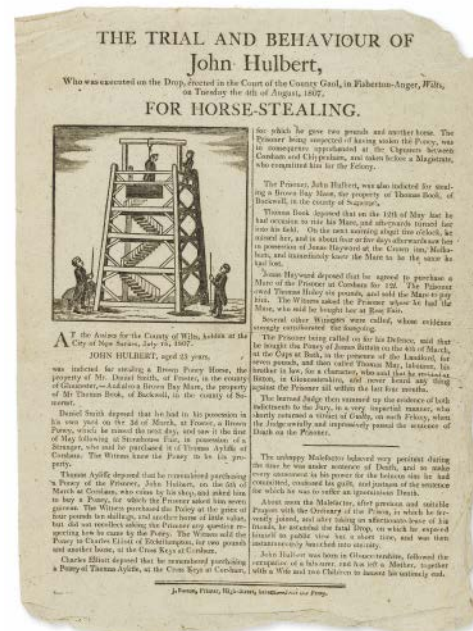 THE TRIAL AND BEHAVIOUR OF
John Hulbert,
Who was executed on the Drop, erected in the Court of the County Gaol, in Fisherton-Anger, Wilts,
on Tuesday the 4th of August, 1807,
FOR HORSE-STEALING.
AT the Assizes for the County of Wilts, holden at the
City of New Sarum, July 18, 1807.
JOHN HULBERT, aged 23 years,
was indicted for stealing a Brown Poney Horse, the
property of Mr. Daniel Smith, of Frocester, in the county
of Gloucester,—And also a Brown Bay Mare, the property
of Mr Thomas Book, of Backwell, in the county of So-
merset.
Daniel Smith deposed that he had in his possession in
his own yard on the 3d of March, at Frocester, a Brown
Poney, which he missed the next day, and saw it the first
of May following at Stonehouse Fair, in possession of a
Stranger, who said he purchased it of Thomas Ayliffe of
Corsham. The Witness knew the Poney to be his pro-
perty.
Thomas Ayliffe deposed that he remembered purchasing
a Poney of the Prisoner, John Hulbert, on the 5th of
March at Corsham, who came by his shop, and asked him
to buy a Poney, for which the Prisoner asked him seven
guineas. The Witness purchased the Poney at the price of
four pounds ten shillings, and another horse of little value,
but did not recollect asking the Prisoner any question re-
specting how he came by the Poney. The Witness sold the
Poney to Charles Elliott of for two pounds
and another horse, at the Cross Keys at Corsham.
Charles Elliott deposed that he remembered purchasing
a Poney of Thomas Ayliffe, at the Cross Keys at Corsham,
for which he gave two pounds and another horse. The
Prisoner being suspected of having stolen the Poney, was
in consequence apprehended at the between
Corsham and Chippenham, and taken before a Magistrate,
who committed him for the Felony.
The Prisoner, John Hulbert, was also indicted for steal-
ing a Brown Bay Mare, the property of Thomas Book, of
Backwell, in the county of Somerset.
Thomas Book deposed that on the 12th of May last he
had occasion to ride his Mare, and afterwards turned her
into his field. On the next morning about five o'clock, he
missed her, and in about four or five days afterwards saw her
in possession of Jonas Hayward at the Crown inn,
ham, and immediately knew the Mare to be the same he
had lost.
Jonas Hayward deposed that he agreed to purchase a
Mare of the Prisoner at Corsham for 12l. The Prisoner
owed Thomas Huley six pounds, and sold the Mare to pay
him. The Witness asked the Prisoner where he had the
Mare, who said he bought her at Rose Fair.
Several other Witnesses were called, whose evidence
strongly corroborated the foregoing.
The Prisoner being called on for his Defence, said that
he bought the Poney of James Britton on the 4th of March,
at the Cups at Bath, in the presence of the Landlord, for
seven pounds, and then called Thomas May, labourer, his
brother in law, for a character, who said that he resided at
Bitton, in Gloucestershire, and never heard any thing
against the Prisoner till within the last four months.
The learned Judge then summed up the evidence of both
Indictments to the Jury, in a very impartial manner, who
shortly returned a verdict of Guilty, on each Felony, when
the Judge awfully and impressively passed the sentence of
Death on the Prisoner.
The unhappy Malefactor behaved very penitent during
the time he was under sentence of Death, and to make
every atonement in his power for the heinous sins he had
committed, confessed his guilt, and justness of the sentence
that he was to suffer an ignominious Death.
About noon the Malefactor, after previous and suitable
Prayers with the Ordinary of the Prison, in which he fer-
vently joined, and after taking an affectionate leave of his
friends, he ascended the fatal Drop, on which he exposed
himself to public view but a short time, and was then
instantaneously launched into eternity.
John Hulbert was born in Gloucestershire, followed the
occupation of a labourer, and has left a Mother, together
with a Wife and two Children to lament his untimely end.
Printer, High-Street,